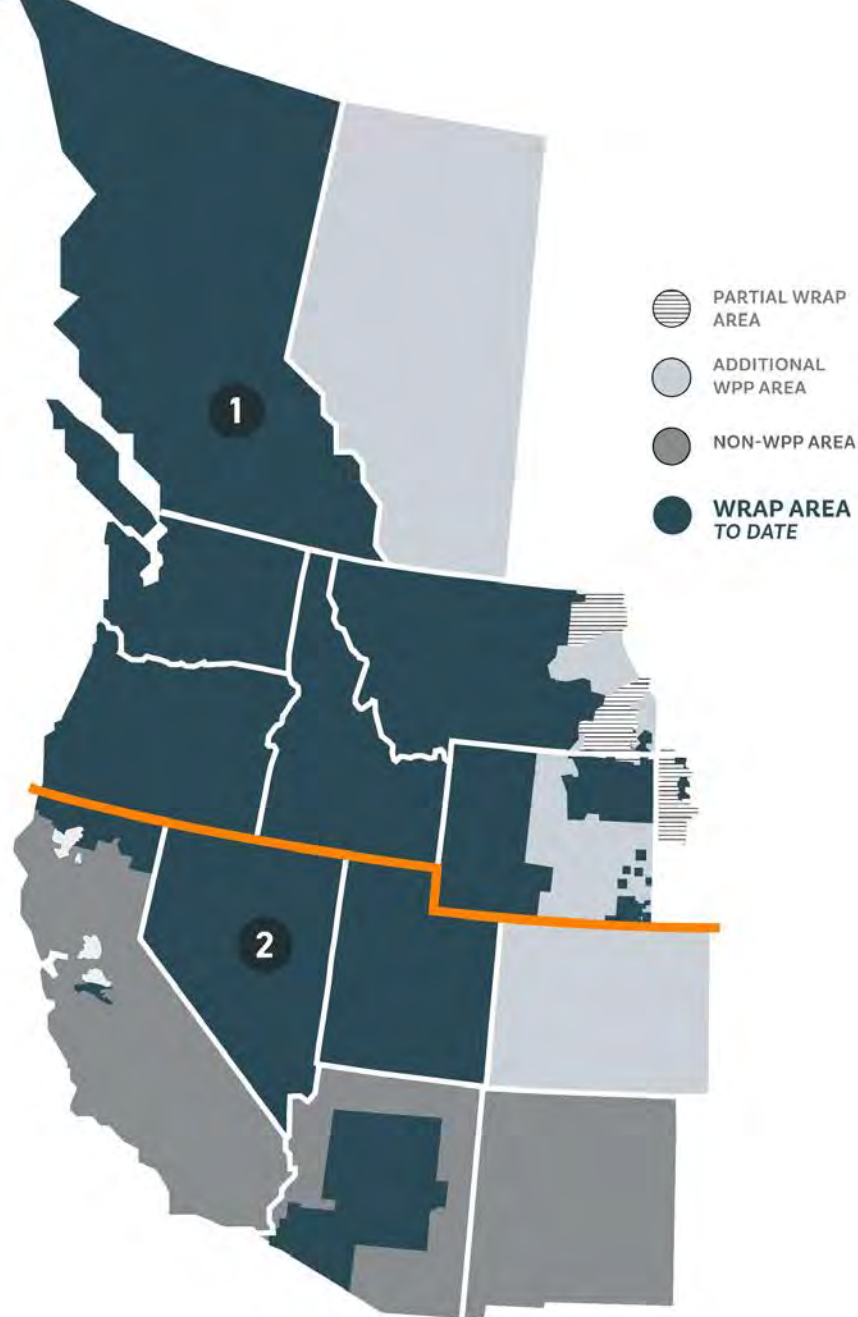 PARTIAL WRAP
AREA
ADDITIONAL
WPP AREA
NON-WPP AREA
WRAP AREA
TO DATE
1
2